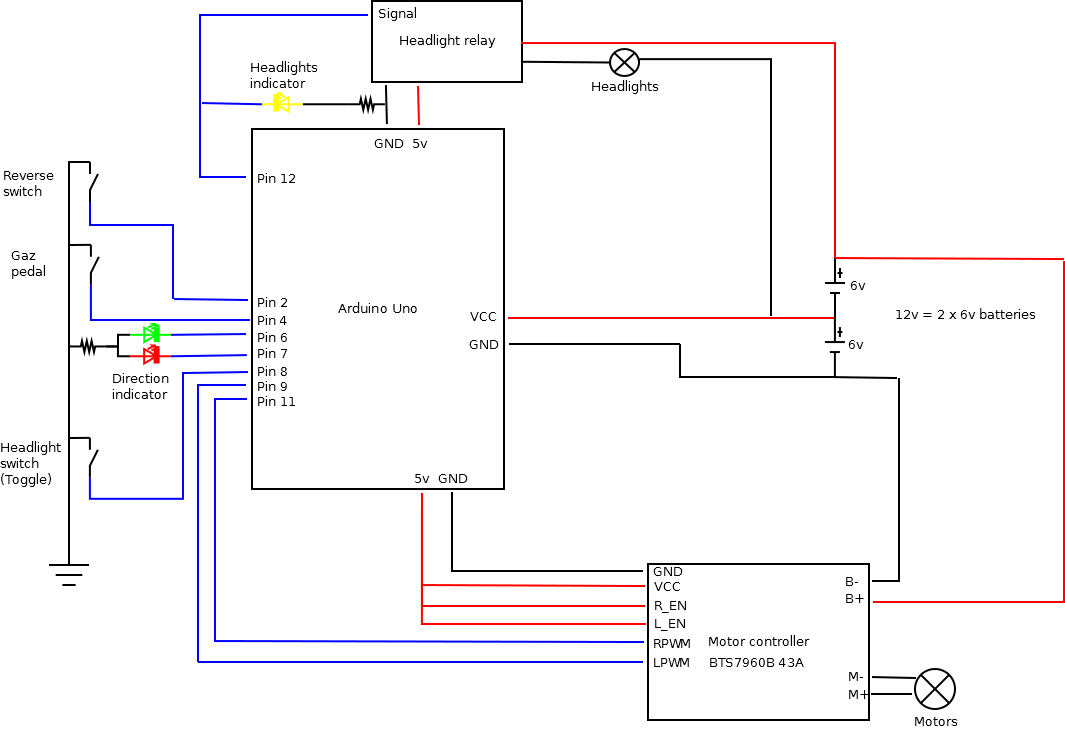 Signal
Headlight relay
Headlights
indicator
Headlights
GND 5v
Pin 12
Reverse
switch
Gaz
pedal
Arduino Uno
Pin 2
Pin 4
Pin 6
Pin 7
Pin 8
Pin 9
Pin 11
VCC
GND
6v
6v
12v = 2 x 6v batteries
Direction
indicator
Headlight
switch
(Toggle)
5v GND
GND
VCC
R_EN
L_EN
RPWM
LPWM
Motor controller
BTS7960B 43A
B-
B+
M-
M+
Motors